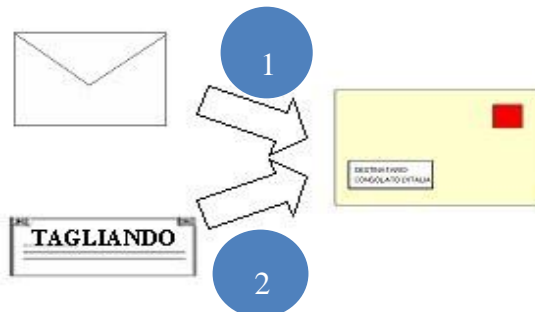 1
DESTINATARIO
CONSOLATO D'ITALIA
TAGLIANDO
2